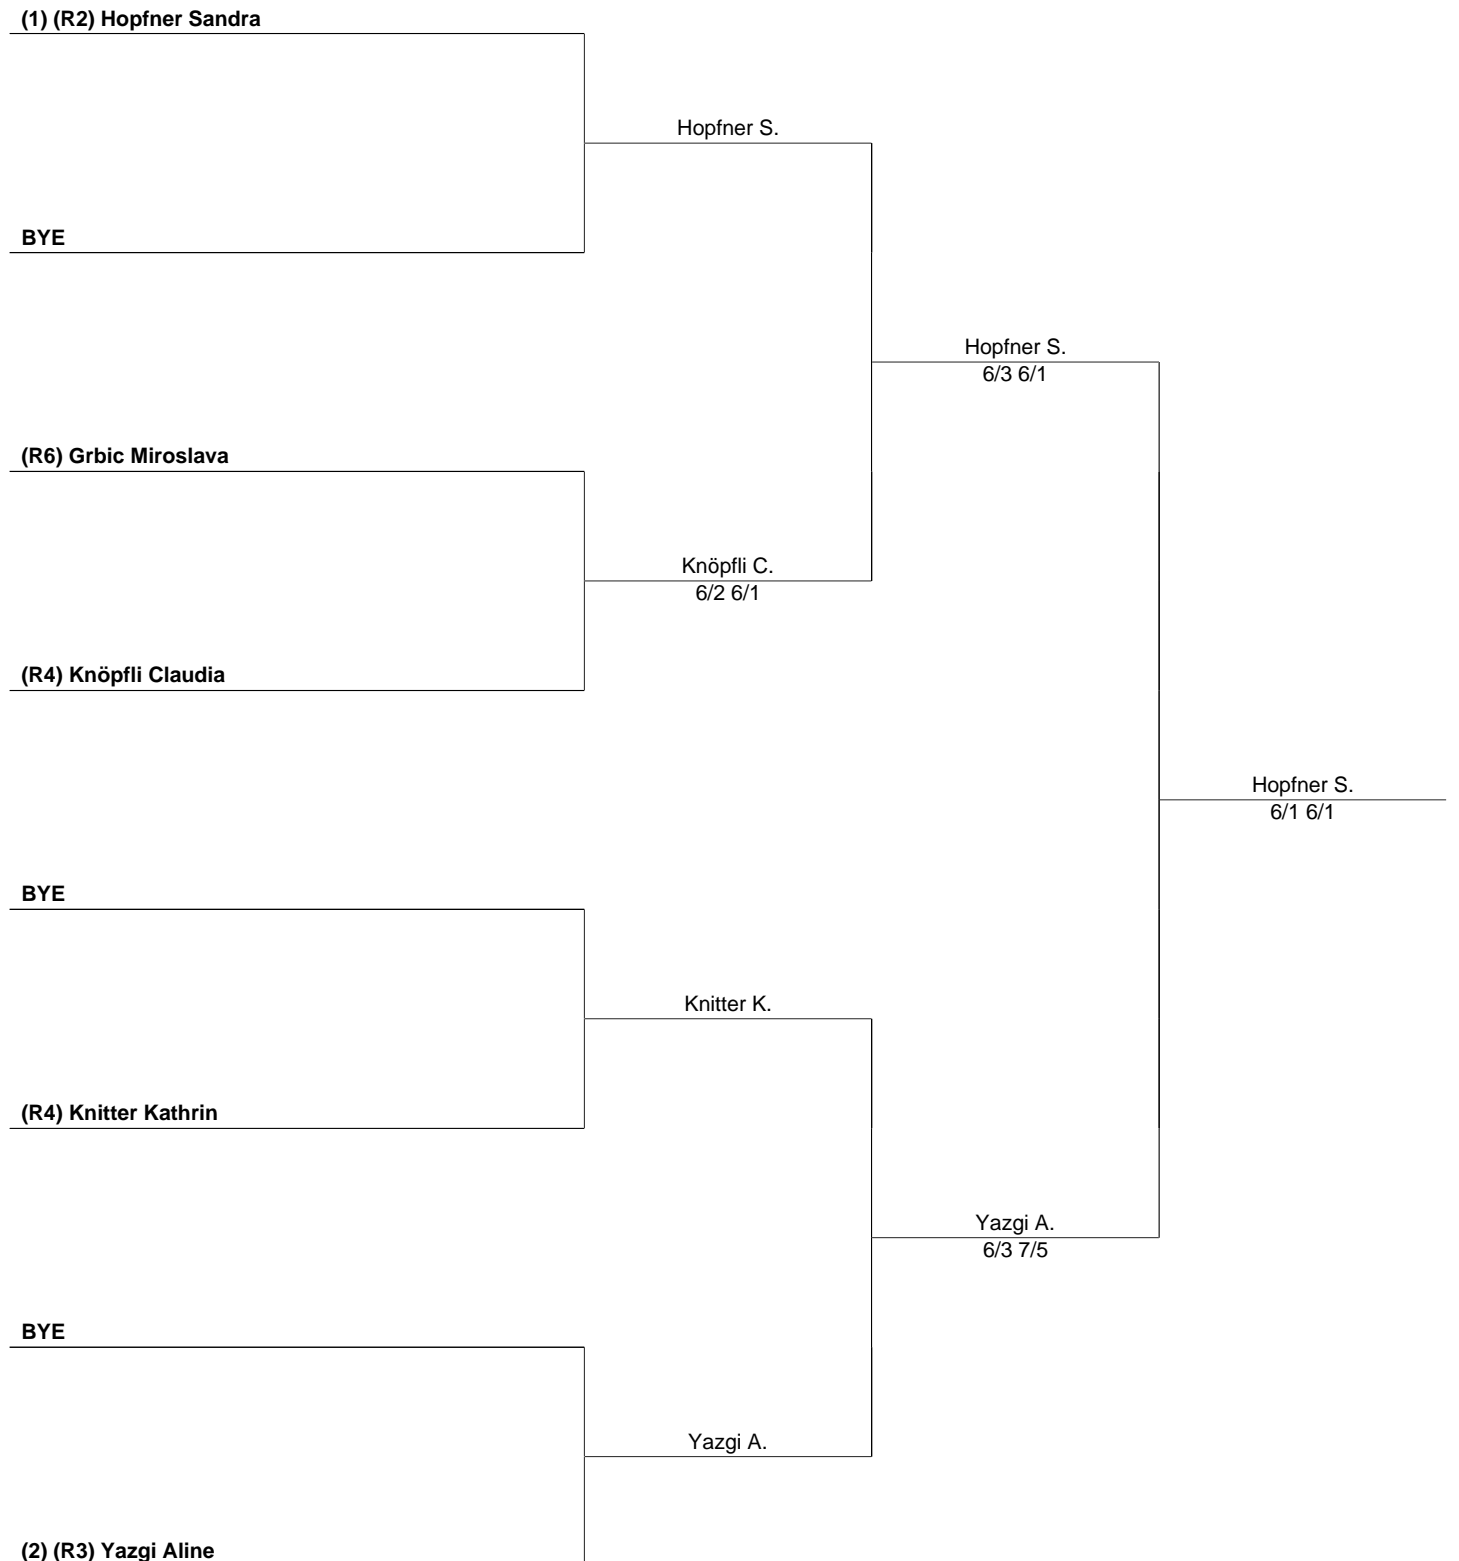 (1) (R2) Hopfner Sandra
Hopfner S.
BYE
Hopfner S.
6/3 6/1
(R6) Grbic Miroslava
Knöpfli C.
6/2 6/1
(R4) Knöpfli Claudia
Hopfner S.
6/1 6/1
BYE
Knitter K.
(R4) Knitter Kathrin
Yazgi A.
6/3 7/5
BYE
Yazgi A.
(2) (R3) Yazgi Aline